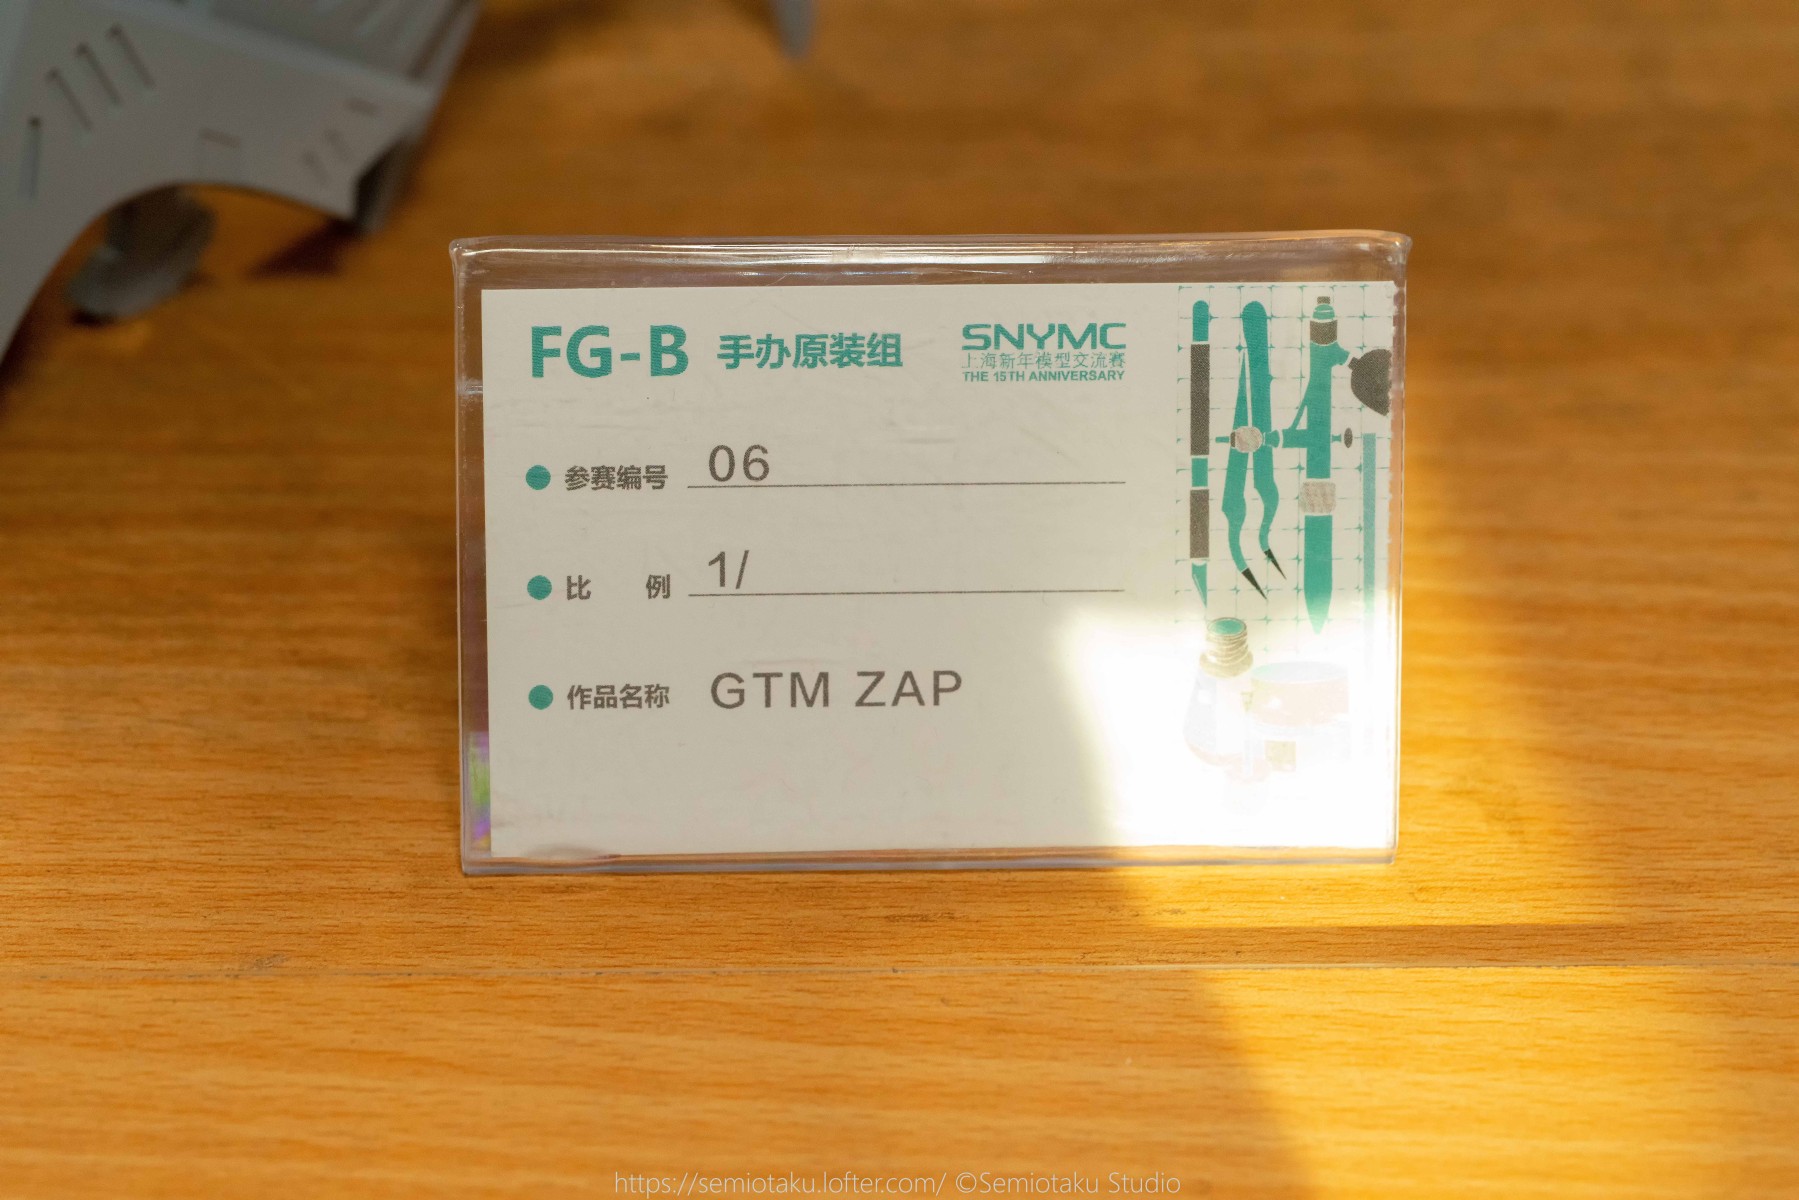 FG-B 手办原装组
SNYMC
上海新年模型交流赛
THE 15TH ANNIVERSARY
参赛编号 06
比 例 1/
作品名称 GTM ZAP
https://semiotaku.lofter.com/ ©Semiotaku Studio